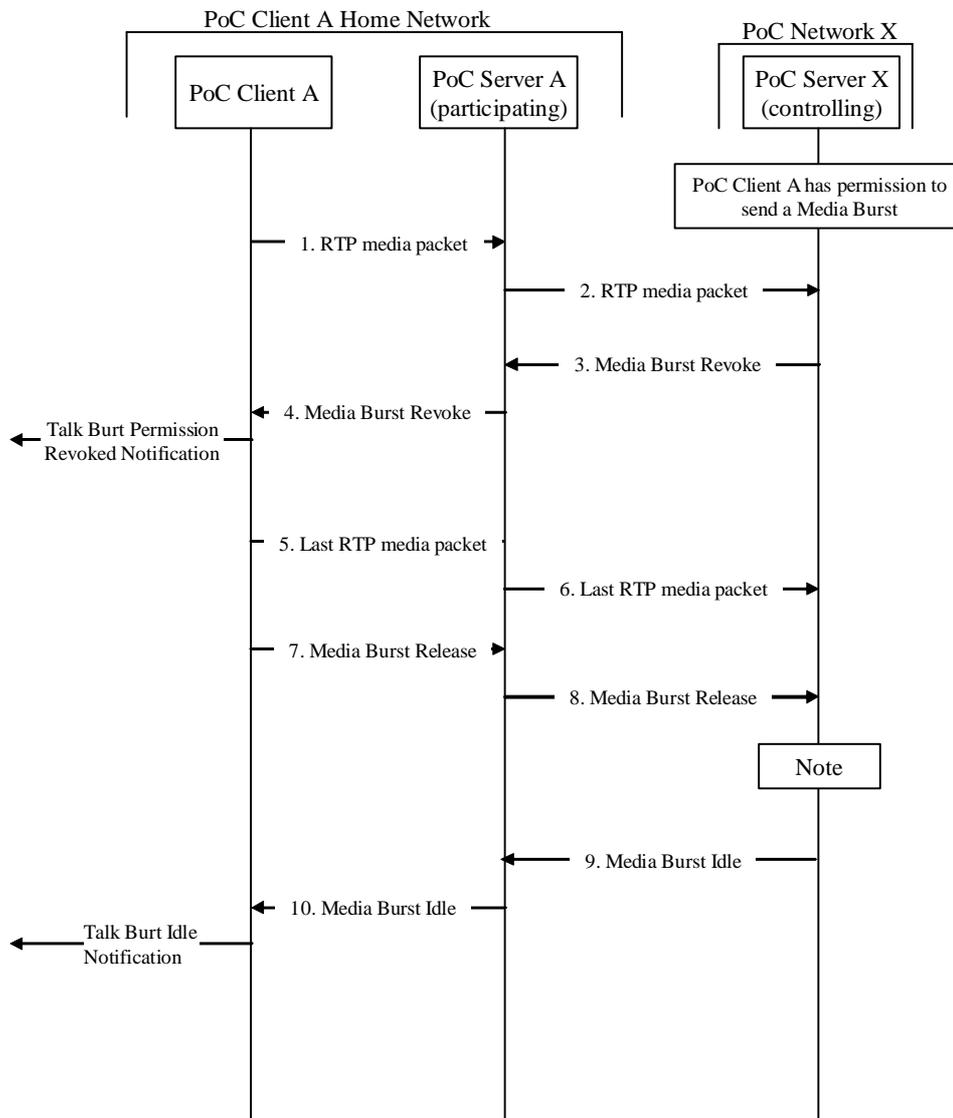 PoC Client A Home Network
PoC Network X
PoC Client A
PoC Server A
(participating)
PoC Server X
(controlling)
PoC Client A has permission to
send a Media Burst
1. RTP media packet
2. RTP media packet
3. Media Burst Revoke
4. Media Burst Revoke
Talk Burt Permission
Revoked Notification
5. Last RTP media packet
6. Last RTP media packet
7. Media Burst Release
8. Media Burst Release
Note
9. Media Burst Idle
10. Media Burst Idle
Talk Burt Idle
Notification